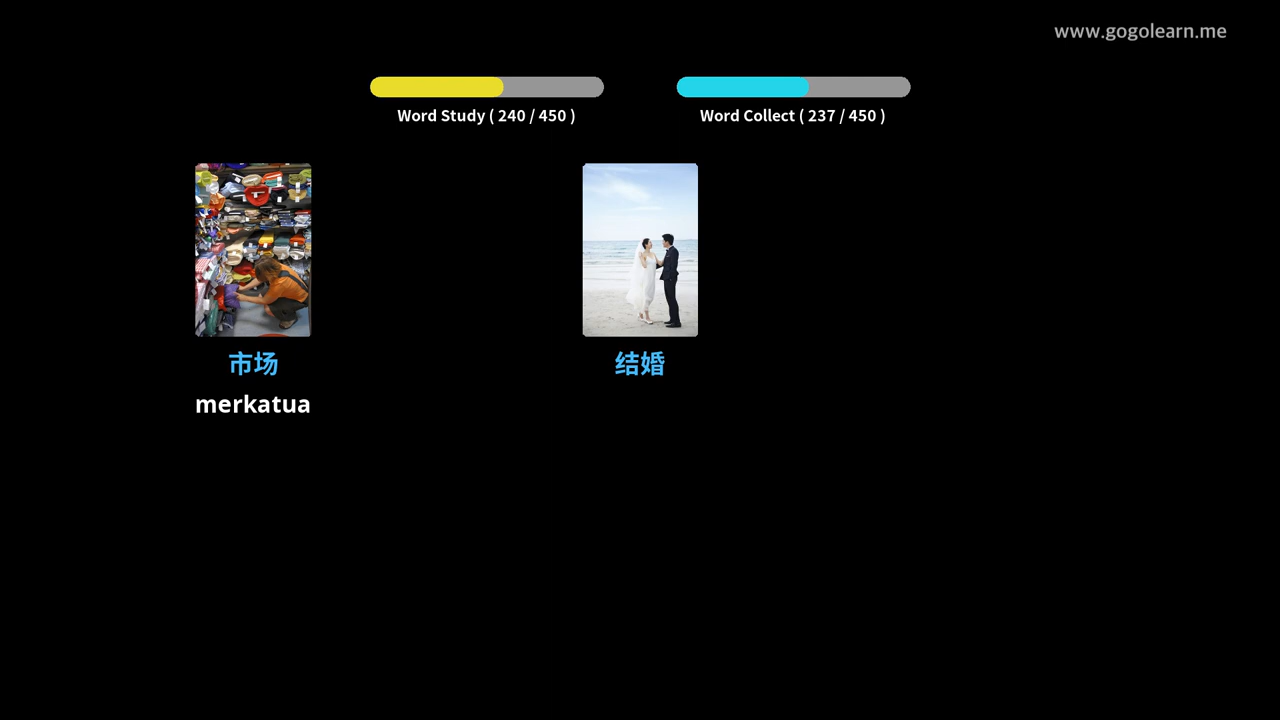 www.gogolearn.me
Word Study ( 240 / 450 )
Word Collect ( 237 / 450 )
市场
结婚
merkatua